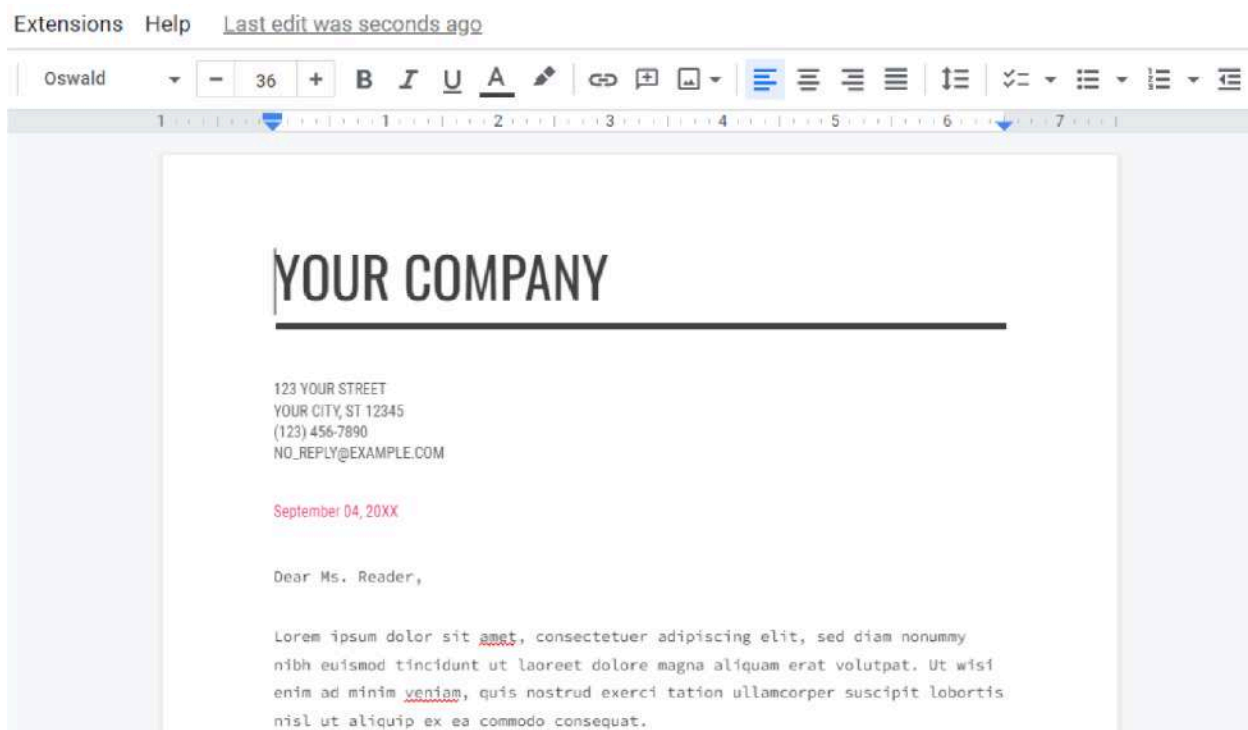 Extensions Help Last edit was seconds ago
Oswald 36 B I U A
1 1 2 3 4 5 6 7
YOUR COMPANY
123 YOUR STREET
YOUR CITY, ST 12345
(123) 456-7890
NO_REPLY@EXAMPLE.COM
September 04, 20XX
Dear Ms. Reader,
Lorem ipsum dolor sit amet, consectetuer adipiscing elit, sed diam nonummy
nibh euismod tincidunt ut laoreet dolore magna aliquam erat volutpat. Ut wisi
enim ad minim veniam, quis nostrud exerci tation ullamcorper suscipit lobortis
nisl ut aliquip ex ea commodo consequat.